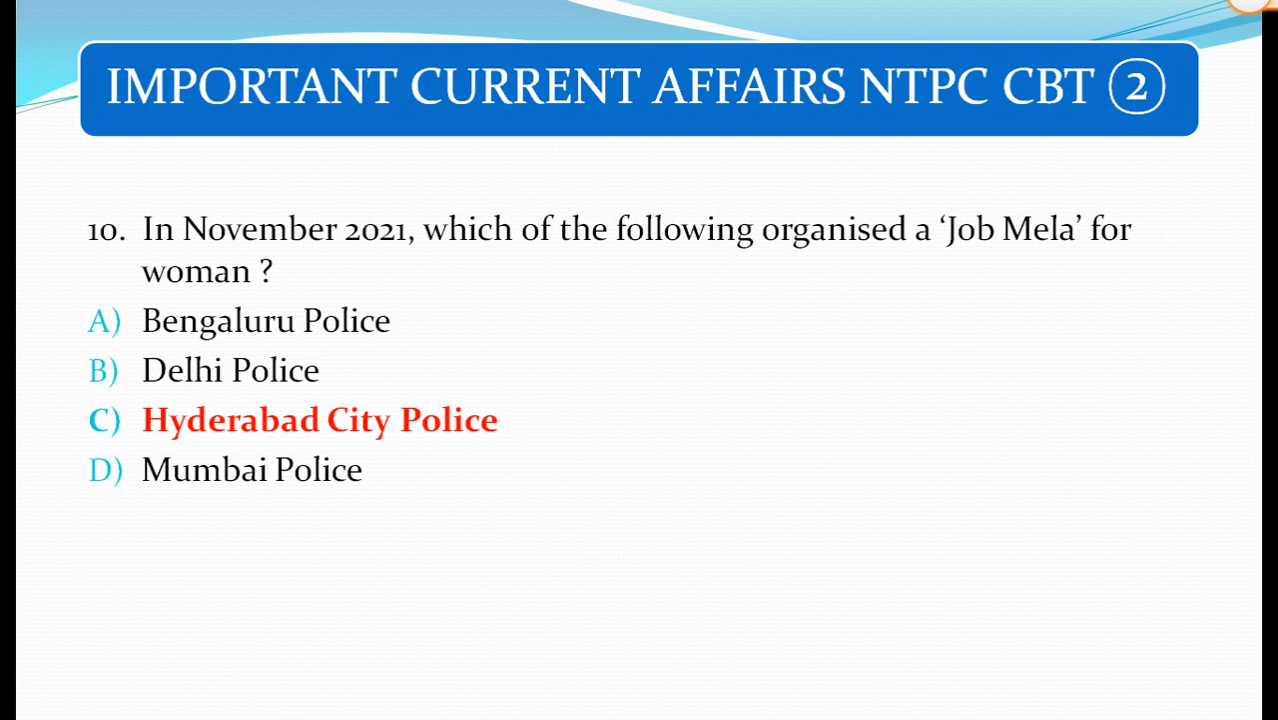 IMPORTANT CURRENT AFFAIRS NTPC CBT ②
10. In November 2021, which of the following organised a ‘Job Mela’ for
woman ?
A) Bengaluru Police
B) Delhi Police
C) Hyderabad City Police
D) Mumbai Police